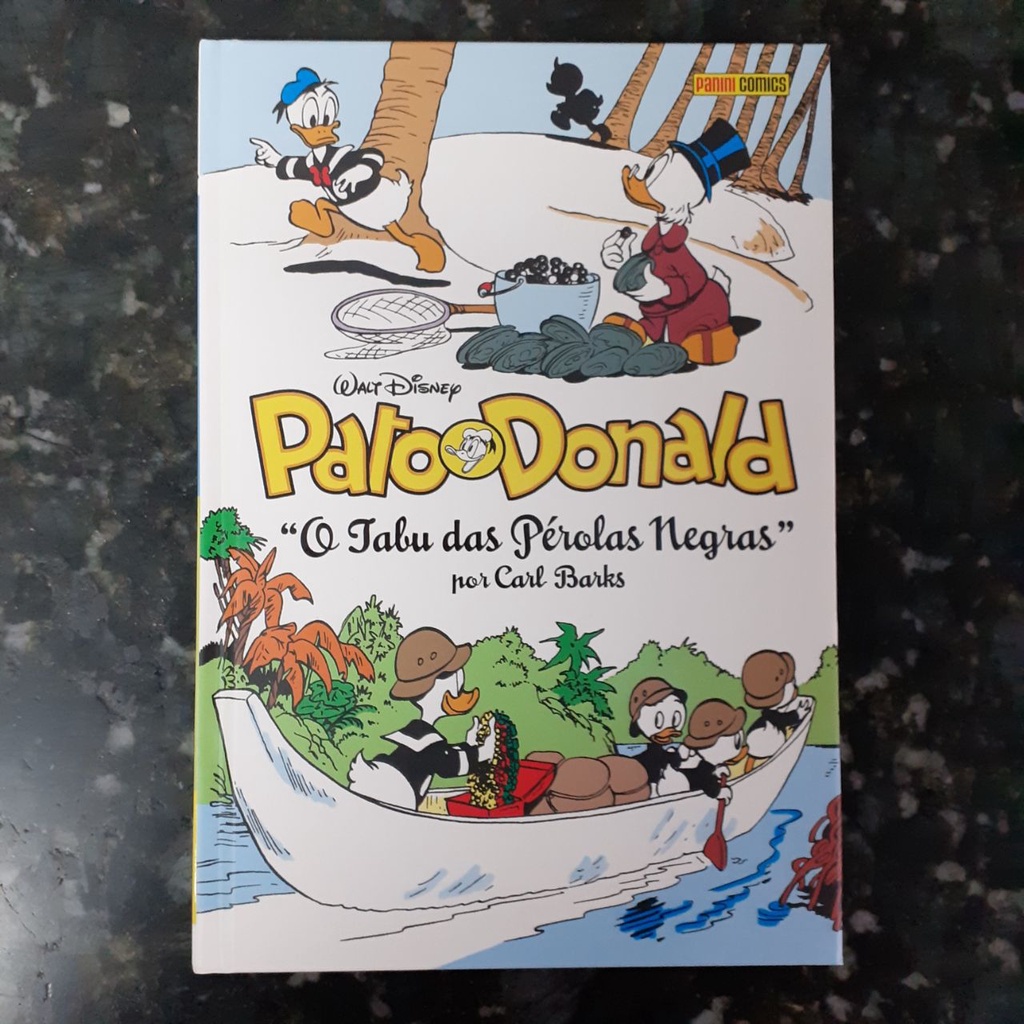 PANINI COMICS
WALT DISNEY
Pato Donald
“O Tabu das Pérolas Negras”
por Carl Barks